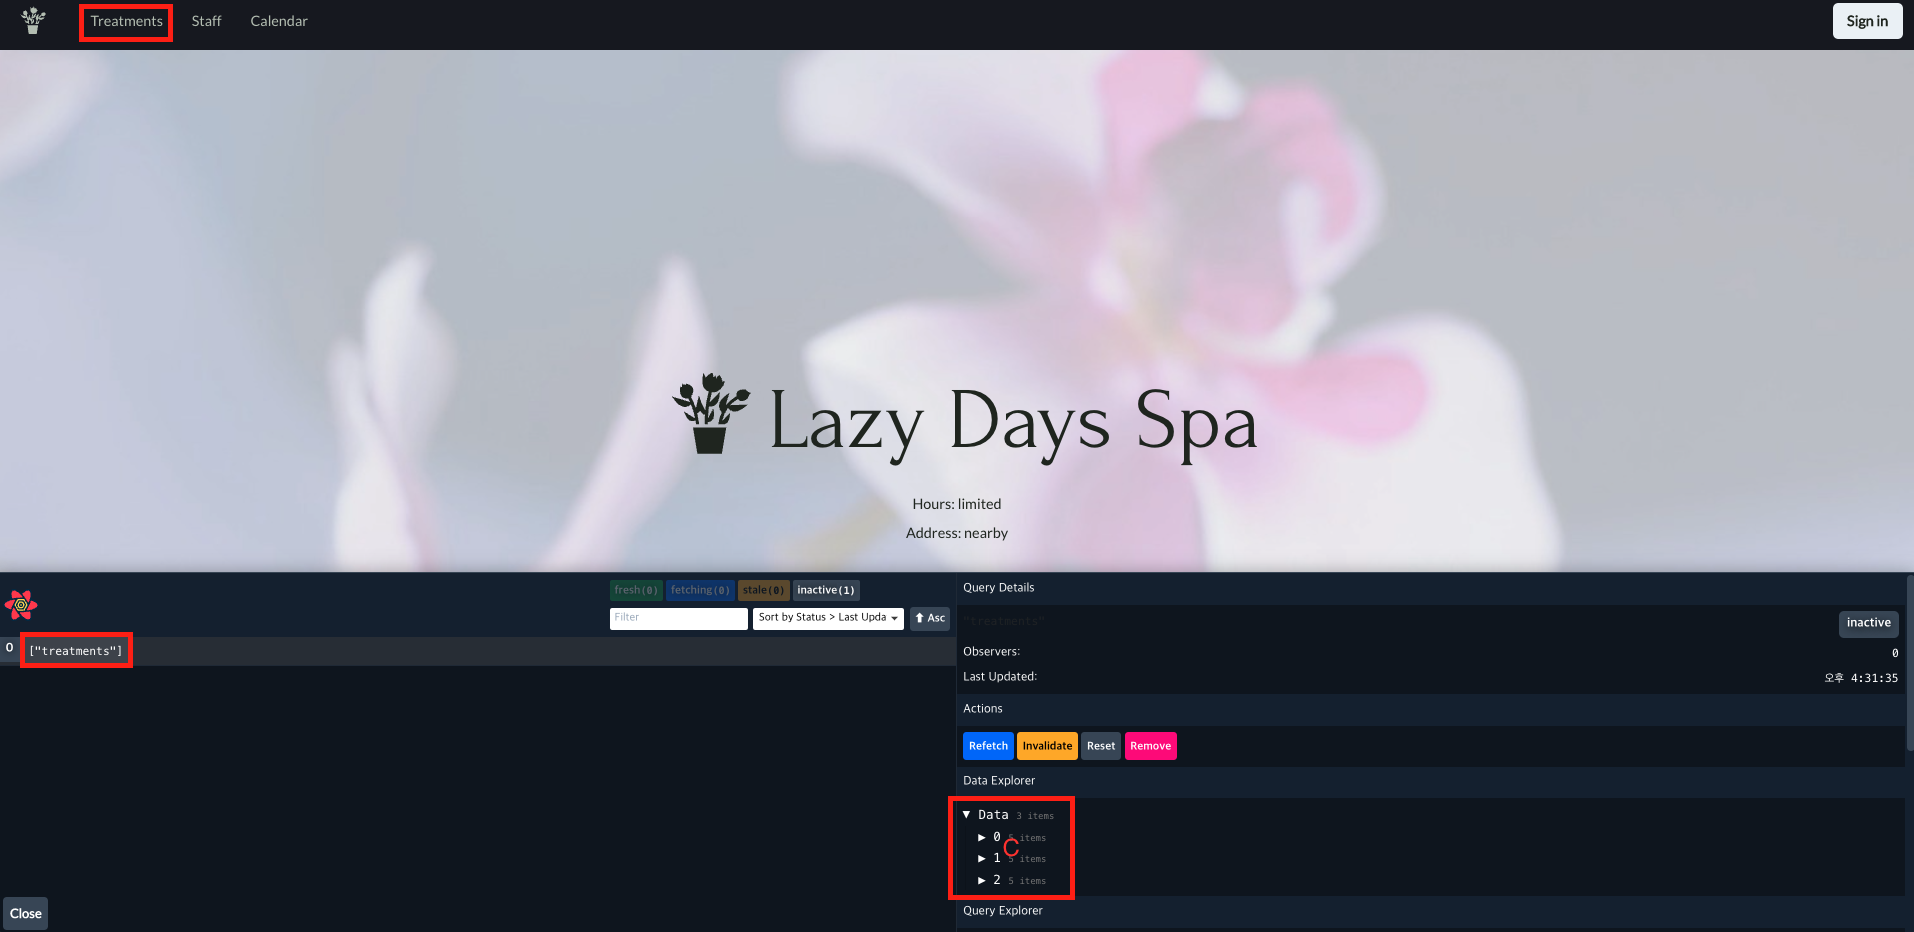 Treatments Staff Calendar Sign in
Lazy Days Spa
Hours: limited
Address: nearby
fresh(0) fetching(0) stale(0) inactive(1)
Filter Sort by Status > Last Upda Asc
0 ["treatments"]
Close
Query Details
"treatments" inactive
Observers: 0
Last Updated: 오후 4:31:35
Actions
Refetch Invalidate Reset Remove
Data Explorer
▼ Data 3 items
▶ 0 5 items
C
▶ 1 5 items
▶ 2 5 items
Query Explorer